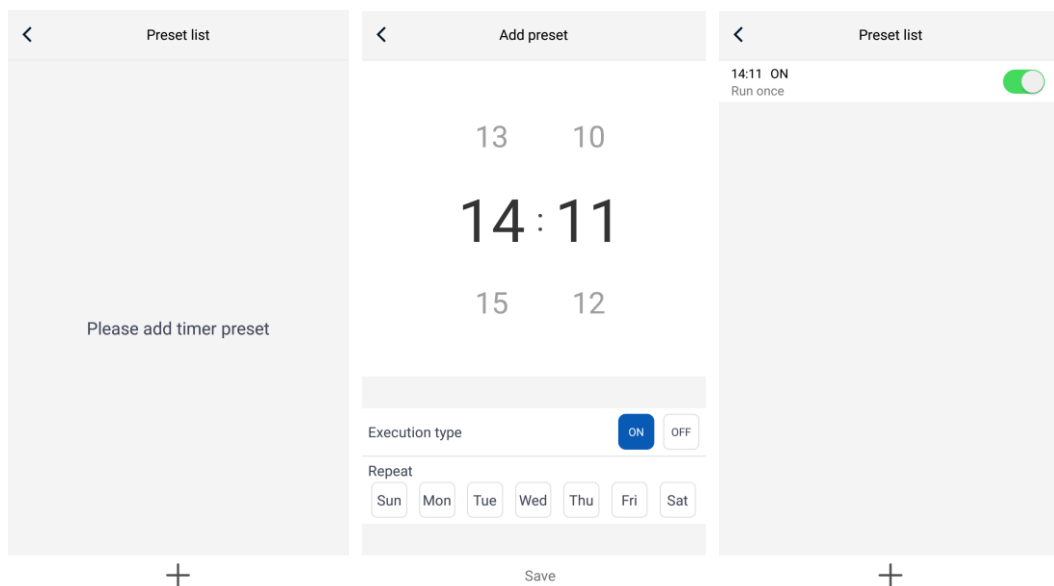 Preset list
Please add timer preset
Add preset
13 10
14 : 11
15 12
Execution type ON OFF
Repeat
Sun Mon Tue Wed Thu Fri Sat
Save
Preset list
14:11 ON
Run once